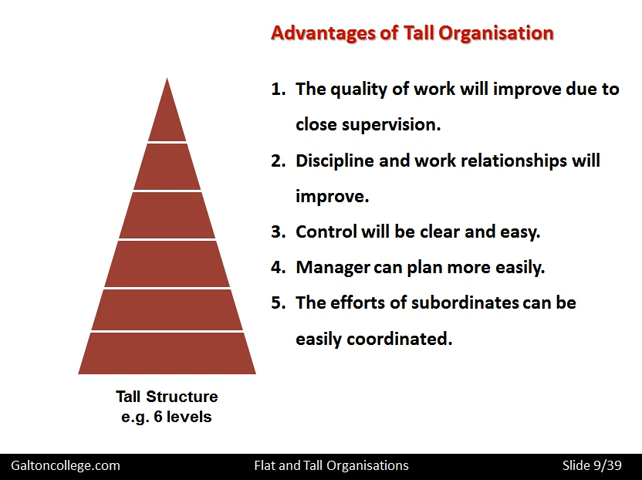 Advantages of Tall Organisation
1. The quality of work will improve due to
close supervision.
2. Discipline and work relationships will
improve.
3. Control will be clear and easy.
4. Manager can plan more easily.
5. The efforts of subordinates can be
easily coordinated.
Tall Structure
e.g. 6 levels
Galtoncollege.com
Flat and Tall Organisations
Slide 9/39